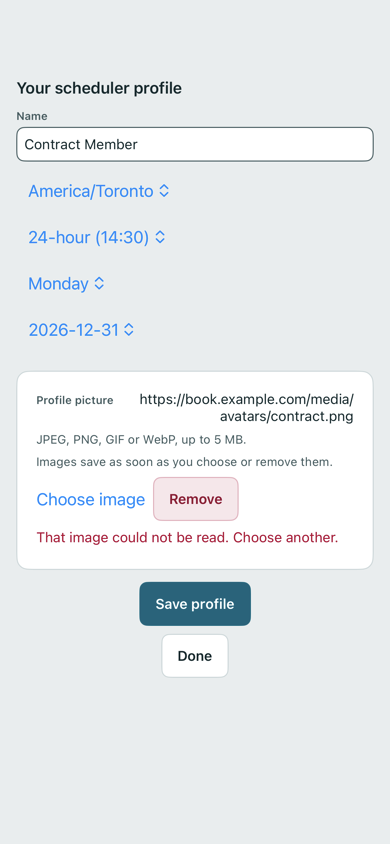 Your scheduler profile
Name
Contract Member
America/Toronto
24-hour (14:30)
Monday
2026-12-31
Profile picture
https://book.example.com/media/
avatars/contract.png
JPEG, PNG, GIF or WebP, up to 5 MB.
Images save as soon as you choose or remove them.
Choose image
Remove
That image could not be read. Choose another.
Save profile
Done